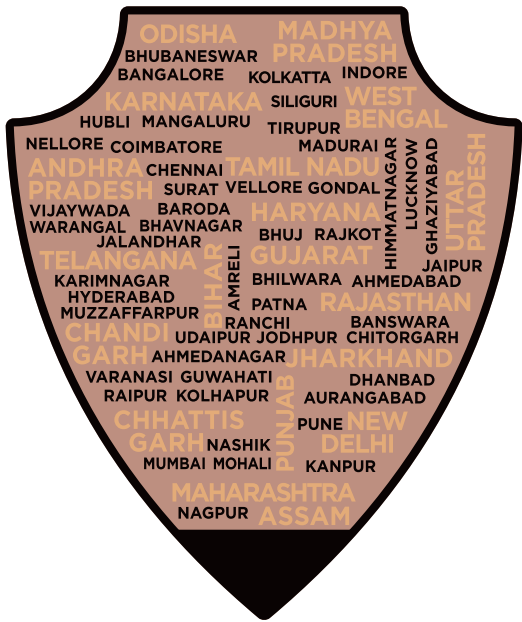 ODISHA
MADHYA
PRADESH
BHUBANESWAR
BANGALORE
KOLKATTA
INDORE
KARNATAKA
SILIGURI
WEST
BENGAL
HUBLI
MANGALURU
TIRUPUR
NELLORE
COIMBATORE
MADURAI
HIMMATNAGAR
LUCKNOW
GHAZIYABAD
UTTAR
PRADESH
ANDHRA
PRADESH
CHENNAI
TAMIL NADU
SURAT
VELLORE
GONDAL
VIJAYWADA
BARODA
HARYANA
WARANGAL
BHAVNAGAR
JALANDHAR
BHUJ
RAJKOT
TELANGANA
BIHAR
AMRELI
GUJARAT
JAIPUR
KARIMNAGAR
BHILWARA
AHMEDABAD
HYDERABAD
PATNA
RAJASTHAN
MUZZAFFARPUR
RANCHI
BANSWARA
CHANDI
GARH
UDAIPUR
JODHPUR
CHITORGARH
AHMEDANAGAR
JHARKHAND
VARANASI
GUWAHATI
DHANBAD
RAIPUR
KOLHAPUR
PUNJAB
AURANGABAD
CHHATTIS
GARH
PUNE
NEW
DELHI
NASHIK
MUMBAI
MOHALI
KANPUR
MAHARASHTRA
NAGPUR
ASSAM